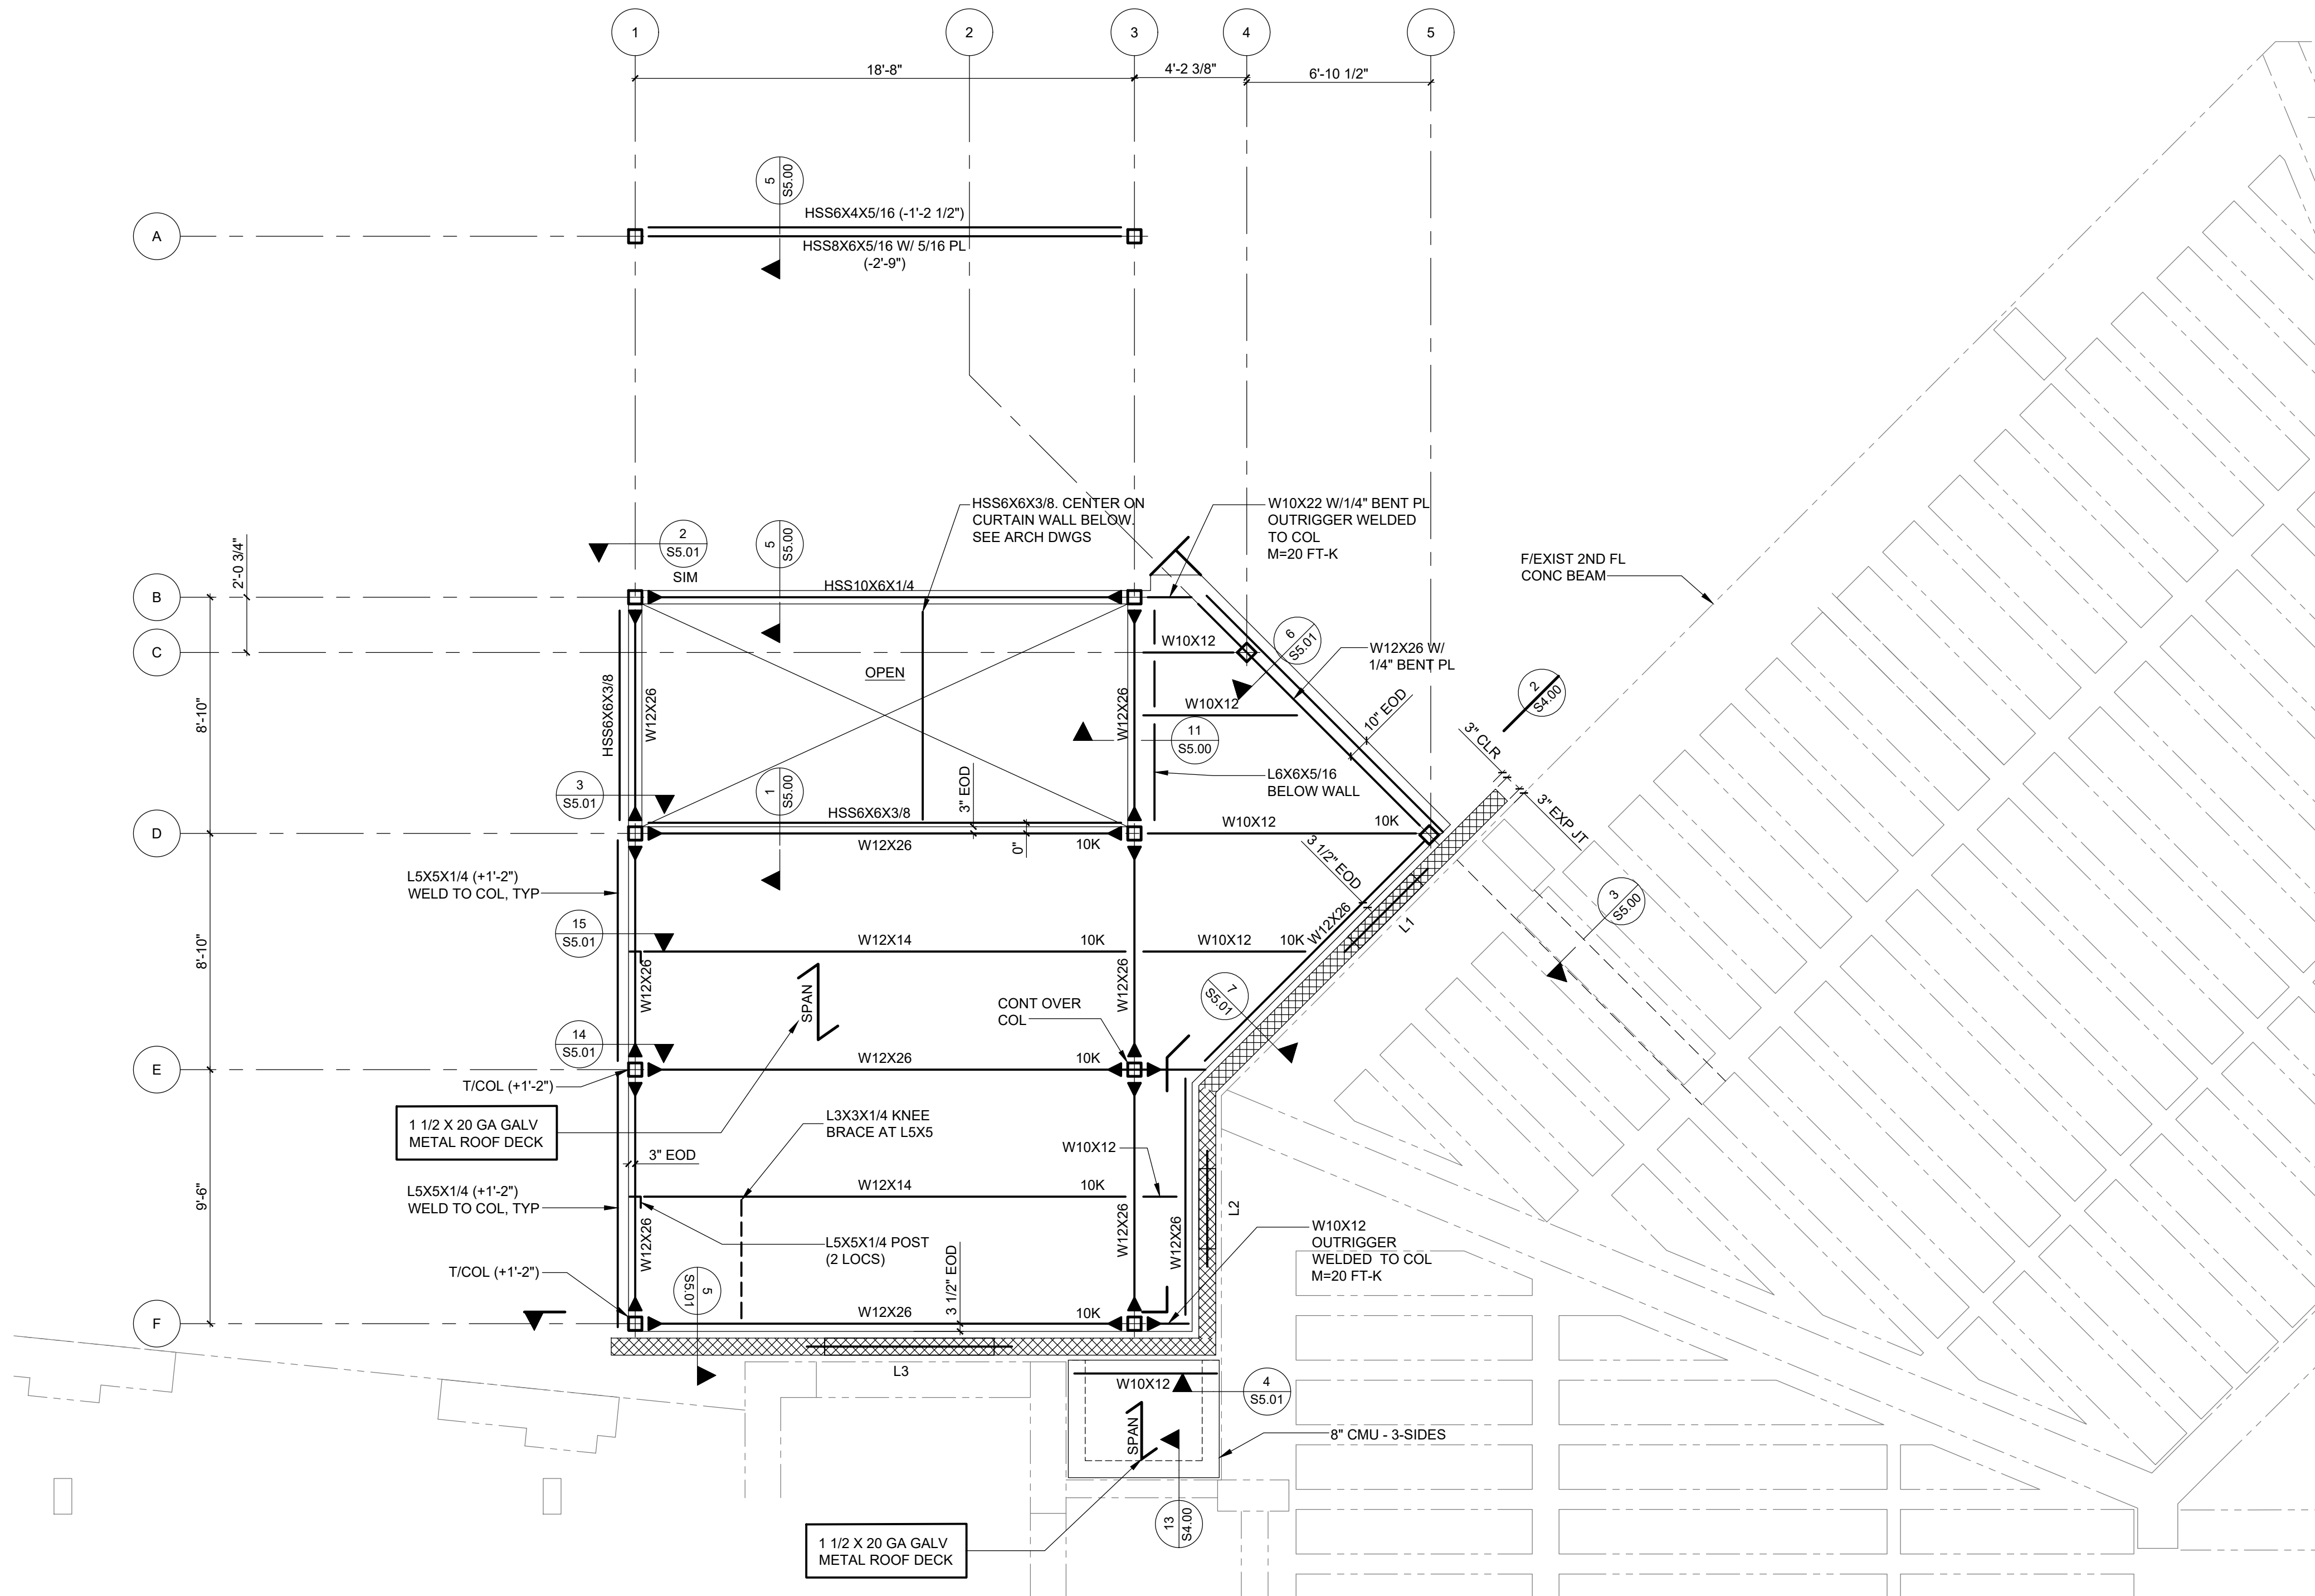 1
2
3
4
5
18'-8"
4'-2 3/8"
6'-10 1/2"
5
S5.00
A
HSS6X4X5/16 (-1'-2 1/2")
HSS8X6X5/16 W/ 5/16 PL
(-2'-9")
2
S5.01
SIM
5
S5.00
HSS6X6X3/8. CENTER ON
CURTAIN WALL BELOW.
SEE ARCH DWGS
W10X22 W/1/4" BENT PL
OUTRIGGER WELDED
TO COL
M=20 FT-K
F/EXIST 2ND FL
CONC BEAM
2'-0 3/4"
B
HSS10X6X1/4
C
W10X12
6
S5.01
W12X26 W/
1/4" BENT PL
OPEN
8'-10"
HSS6X6X3/8
W12X26
W12X26
W10X12
10" EOD
2
S4.00
11
S5.00
3" CLR
3" EXP JT
3
S5.01
1
S5.00
3" EOD
L6X6X5/16
BELOW WALL
HSS6X6X3/8
W10X12
10K
D
W12X26
10K
0"
3 1/2" EOD
L5X5X1/4 (+1'-2")
WELD TO COL, TYP
3
S5.00
15
S5.01
W12X14
10K
W10X12
10K
W12X26
L1
8'-10"
W12X26
SPAN
W12X26
7
S5.01
CONT OVER
COL
14
S5.01
W12X26
10K
E
T/COL (+1'-2")
1 1/2 X 20 GA GALV
METAL ROOF DECK
L3X3X1/4 KNEE
BRACE AT L5X5
W10X12
3" EOD
9'-6"
L5X5X1/4 (+1'-2")
WELD TO COL, TYP
W12X14
10K
L2
W12X26
L5X5X1/4 POST
(2 LOCS)
W12X26
W12X26
W10X12
OUTRIGGER
WELDED TO COL
M=20 FT-K
3 1/2" EOD
T/COL (+1'-2")
5
S5.01
W12X26
10K
F
L3
W10X12
4
S5.01
SPAN
8" CMU - 3-SIDES
13
S4.00
1 1/2 X 20 GA GALV
METAL ROOF DECK